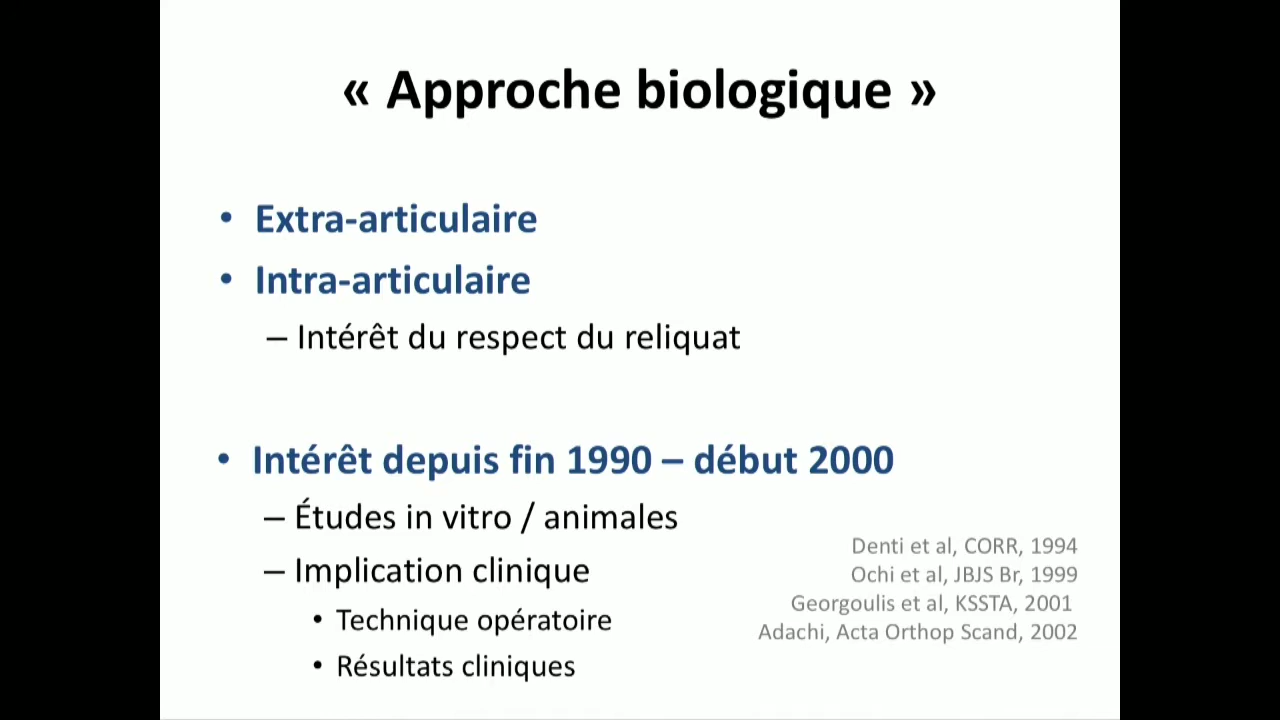 « Approche biologique »
• Extra-articulaire
• Intra-articulaire
– Intérêt du respect du reliquat
• Intérêt depuis fin 1990 – début 2000
– Études in vitro / animales
– Implication clinique
• Technique opératoire
• Résultats cliniques
Denti et al, CORR, 1994
Ochi et al, JBJS Br, 1999
Georgoulis et al, KSSTA, 2001
Adachi, Acta Orthop Scand, 2002